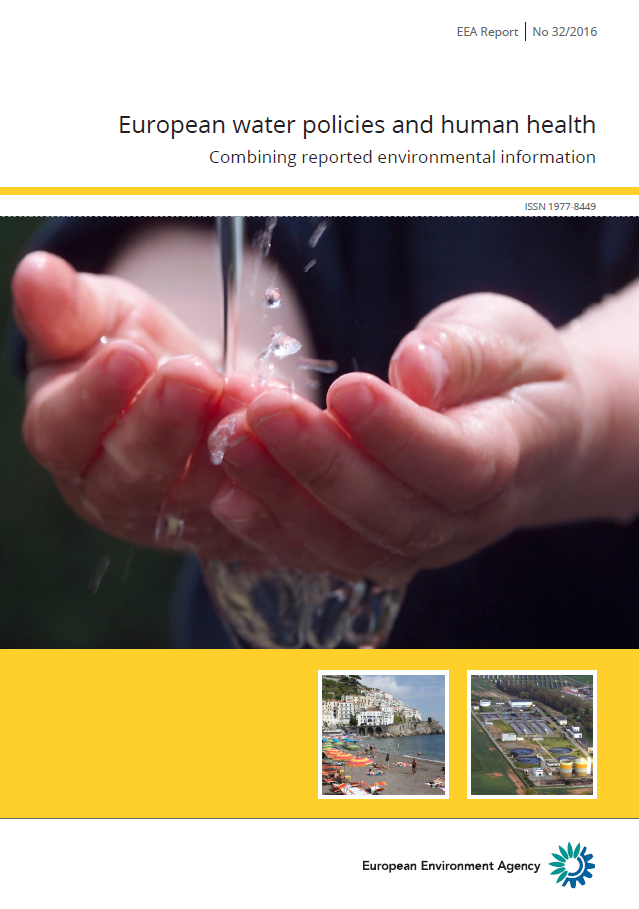 EEA Report | No 32/2016
European water policies and human health
Combining reported environmental information
ISSN 1977-8449
European Environment Agency